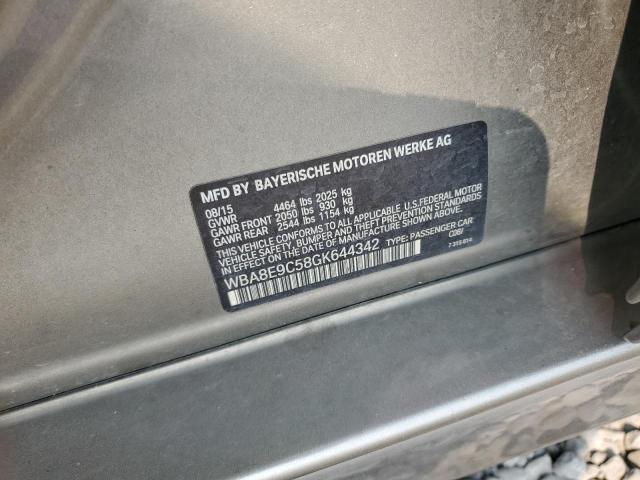 MFD BY BAYERISCHE MOTOREN WERKE AG
08/15
GVWR 4464 lbs 2025 kg
GAWR FRONT 2050 lbs 930 kg
GAWR REAR 2544 lbs 1154 kg
THIS VEHICLE CONFORMS TO ALL APPLICABLE U.S. FEDERAL MOTOR
VEHICLE SAFETY, BUMPER AND THEFT PREVENTION STANDARDS
IN EFFECT ON THE DATE OF MANUFACTURE SHOWN ABOVE.
WBA8E9C58GK644342 TYPE: PASSENGER CAR
C08/